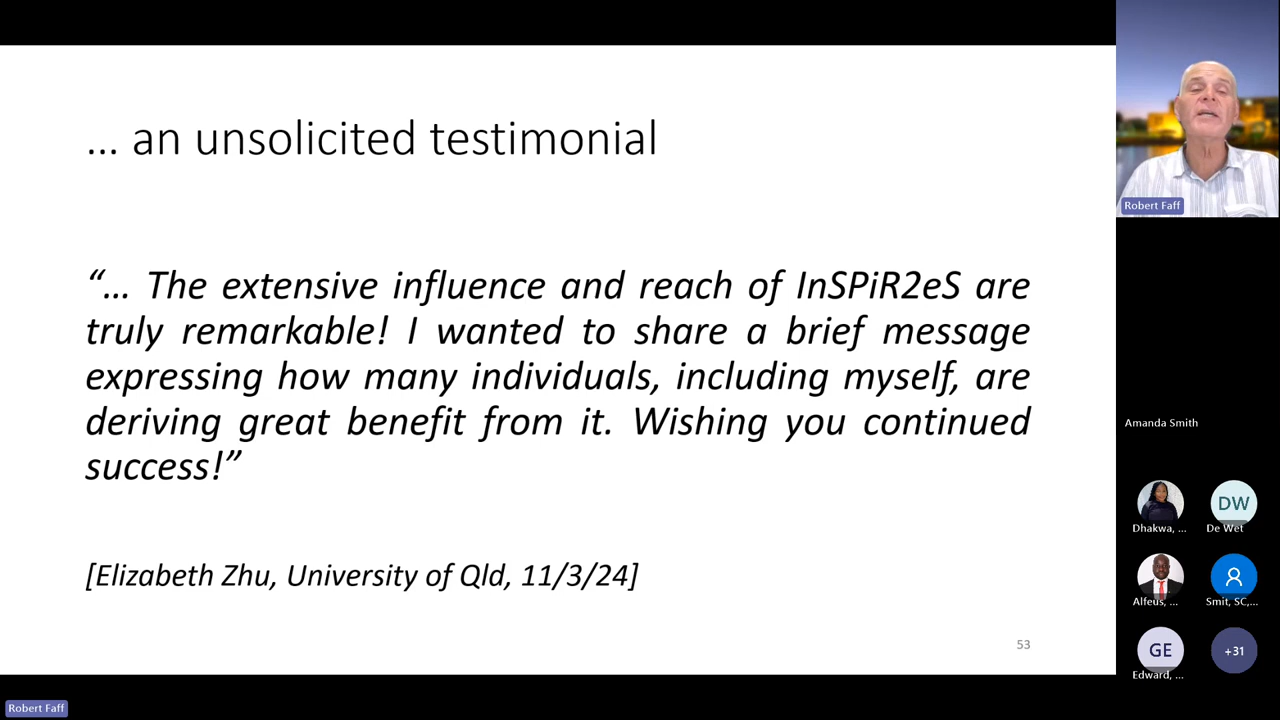 ... an unsolicited testimonial
“... The extensive influence and reach of InSPiR2eS are
truly remarkable! I wanted to share a brief message
expressing how many individuals, including myself, are
deriving great benefit from it. Wishing you continued
success!”
[Elizabeth Zhu, University of Qld, 11/3/24]
53
Robert Faff
Amanda Smith
DW
Dhakwa, ...
De Wet
Alfeus, ...
Smit, SC,...
GE
+31
Edward, ...
Robert Faff